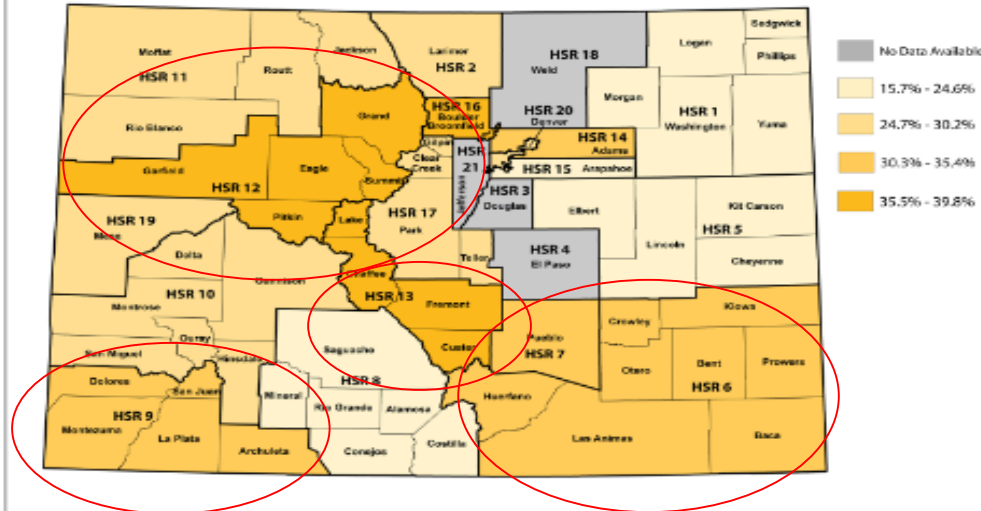 Sedgwick
Logan
Phillips
Moffat
Jackson
Larimer
HSR 2
HSR 18
Weld
HSR 11
Routt
Morgan
HSR 1
Washington
Yuma
Rio Blanco
Grand
HSR 16
Boulder
Broomfield
HSR 20
Denver
HSR 14
Adams
Gilpin
Clear
Creek
HSR
21
Jefferson
HSR 15 Arapahoe
Garfield
HSR 12
Eagle
Summit
HSR 3
Douglas
Elbert
Kit Carson
HSR 5
Lincoln
Cheyenne
HSR 19
Mesa
Pitkin
Lake
HSR 17
Park
Teller
HSR 4
El Paso
Delta
Gunnison
Chaffee
HSR 10
Montrose
HSR 13
Fremont
Custer
Kiowa
Crowley
Pueblo
HSR 7
Otero
Bent
HSR 6
Prowers
Ouray
San Miguel
Hinsdale
Saguache
HSR 8
Dolores
San Juan
HSR 9
Montezuma
La Plata
Archuleta
Mineral
Rio Grande
Alamosa
Conejos
Costilla
Huerfano
Las Animas
Baca
No Data Available
15.7% - 24.6%
24.7% - 30.2%
30.3% - 35.4%
35.5% - 39.8%